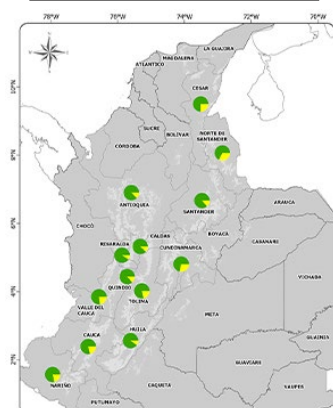 78°W 76°W 74°W 72°W
LA GUAJIRA
MAGDALENA
ATLANTICO
CESAR
10°N
SUCRE
BOLIVAR
NORTE DE
SANTANDER
8°N
CORDOBA
ANTIOQUIA
SANTANDER
ARAUCA
6°N
CHOCÓ
BOYACA
CALDAS
CASANARE
RISARALDA
CUNDINAMARCA
VICHADA
QUINDIO
4°N
TOLIMA
VALLE DEL
CAUCA
META
HUILA
GUAINIA
CAUCA
2°N
GUAVIARE
NARIÑO
CAQUETA
VAUPES
PUTUMAYO